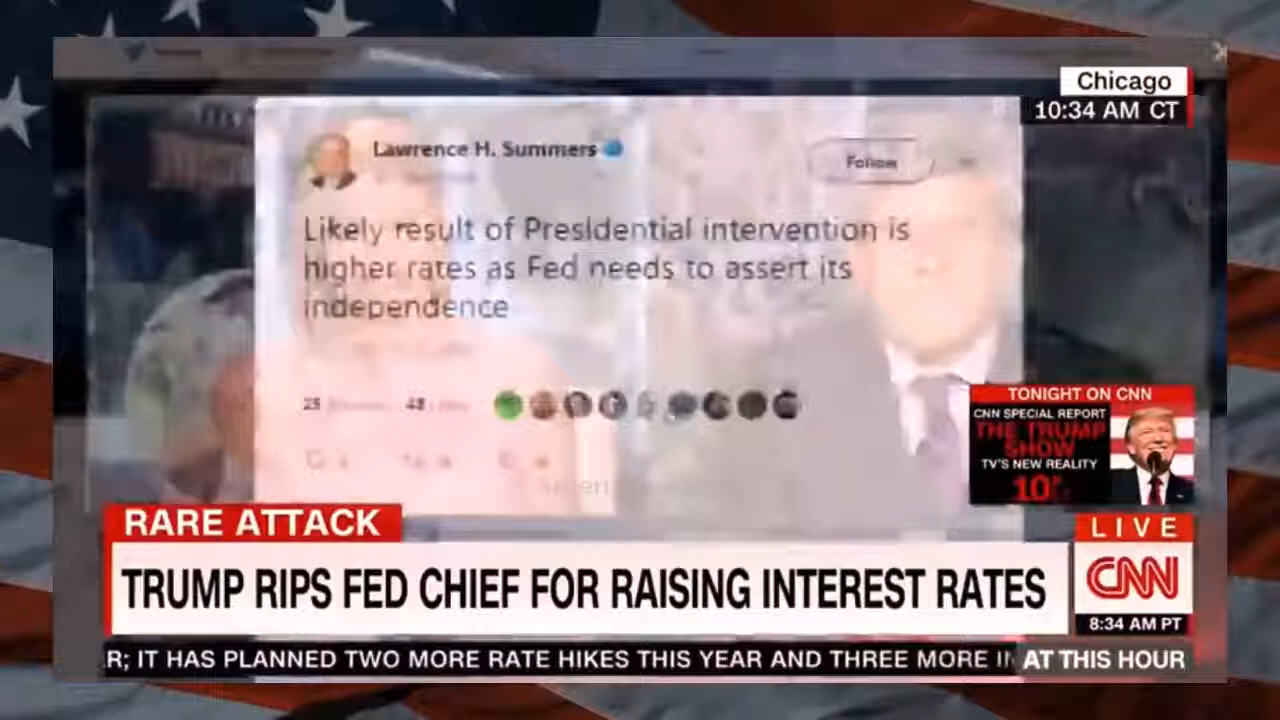 Chicago
10:34 AM CT
Lawrence H. Summers
Follow
Likely result of Presidential intervention is
higher rates as Fed needs to assert its
independence
48
TONIGHT ON CNN
CNN SPECIAL REPORT
THE TRUMP
SHOW
TV'S NEW REALITY
10
RARE ATTACK
LIVE
TRUMP RIPS FED CHIEF FOR RAISING INTEREST RATES
CNN
8:34 AM PT
R; IT HAS PLANNED TWO MORE RATE HIKES THIS YEAR AND THREE MORE IN
AT THIS HOUR